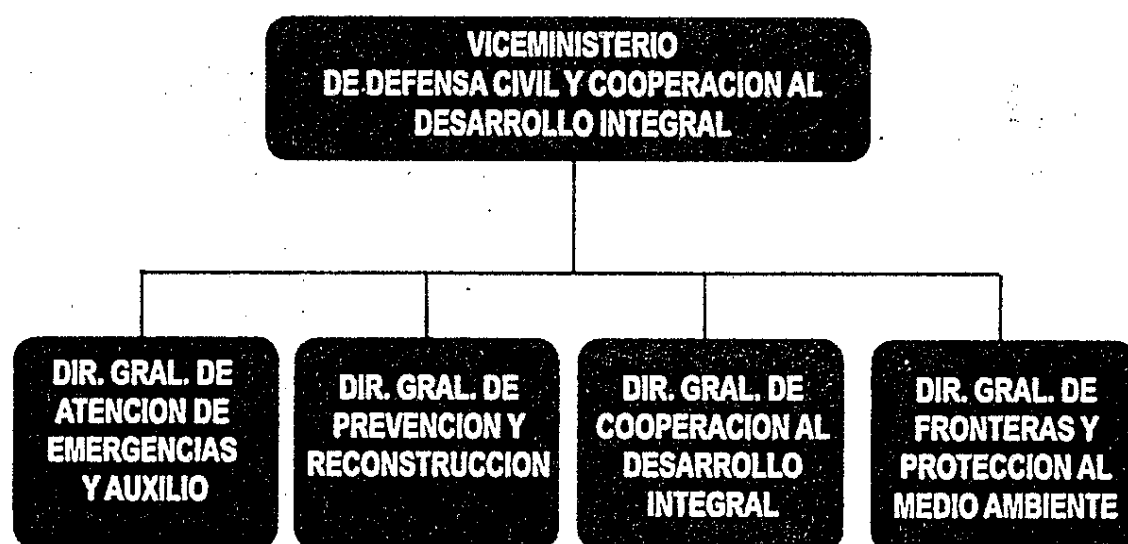 VICEMINISTERIO
DE DEFENSA CIVIL Y COOPERACION AL
DESARROLLO INTEGRAL
DIR. GRAL. DE
ATENCION DE
EMERGENCIAS
Y AUXILIO
DIR. GRAL. DE
PREVENCION Y
RECONSTRUCCION
DIR. GRAL. DE
COOPERACION AL
DESARROLLO
INTEGRAL
DIR. GRAL. DE
FRONTERAS Y
PROTECCION AL
MEDIO AMBIENTE